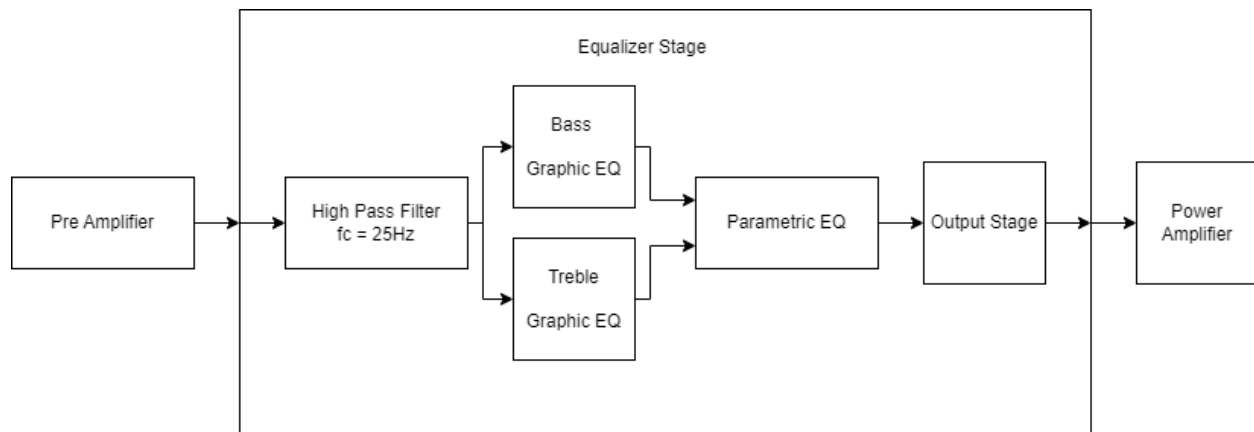 Equalizer Stage
Pre Amplifier
High Pass Filter
fc = 25Hz
Bass
Graphic EQ
Treble
Graphic EQ
Parametric EQ
Output Stage
Power
Amplifier